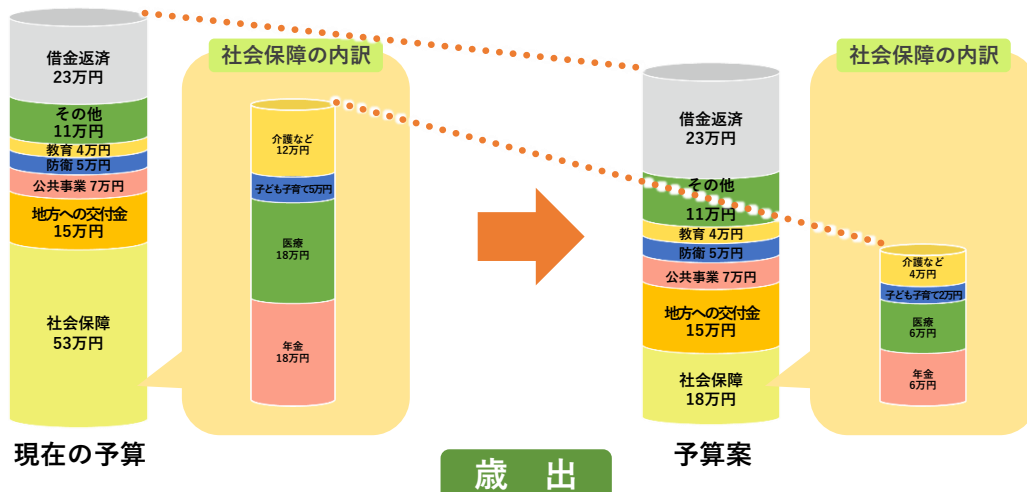 借金返済
23万円
その他
11万円
教育 4万円
防衛 5万円
公共事業 7万円
地方への交付金
15万円
社会保障
53万円
現在の予算
社会保障の内訳
介護など
12万円
子ども子育て5万円
医療
18万円
年金
18万円
借金返済
23万円
その他
11万円
教育 4万円
防衛 5万円
公共事業 7万円
地方への交付金
15万円
社会保障
18万円
予算案
社会保障の内訳
介護など
4万円
子ども子育て2万円
医療
6万円
年金
6万円
歳 出